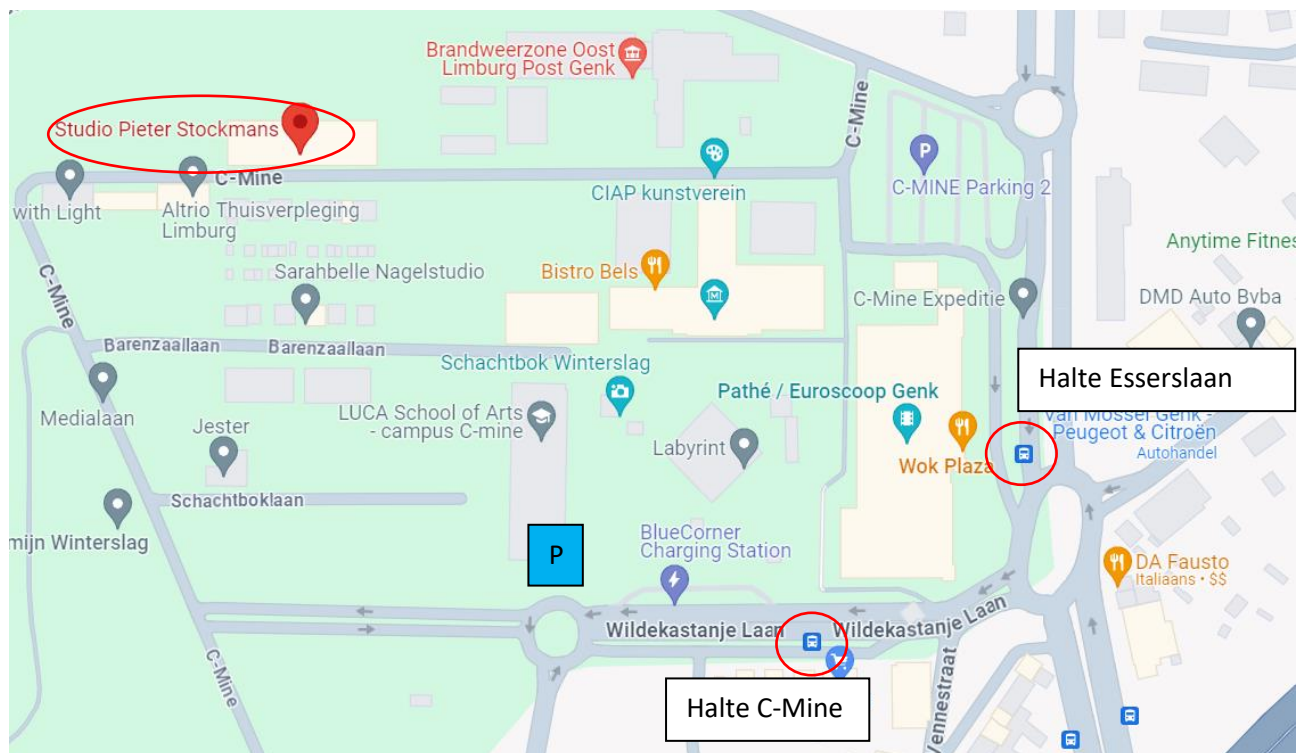 Brandweerzone Oost
Limburg Post Genk
Studio Pieter Stockmans
C-Mine
C-Mine
P
C-MINE Parking 2
CIAP kunstverein
with Light
Altrio Thuisverpleging
Limburg
Anytime Fitnes
Sarahbelle Nagelstudio
Bistro Bels
M
C-Mine Expeditie
DMD Auto Bvba
C-Mine
Barenzaallaan
Barenzaallaan
Schachtbok Winterslag
Halte Esserslaan
Pathé / Euroscoop Genk
Medialaan
LUCA School of Arts
- campus C-mine
Jester
Labyrint
Van Mossel Genk -
Peugeot & Citroën
Autohandel
Wok Plaza
Schachtboklaan
mijn Winterslag
P
BlueCorner
Charging Station
DA Fausto
Italiaans • $$
Wildekastanje Laan
Wildekastanje Laan
C-Mine
Halte C-Mine
Vennestraat